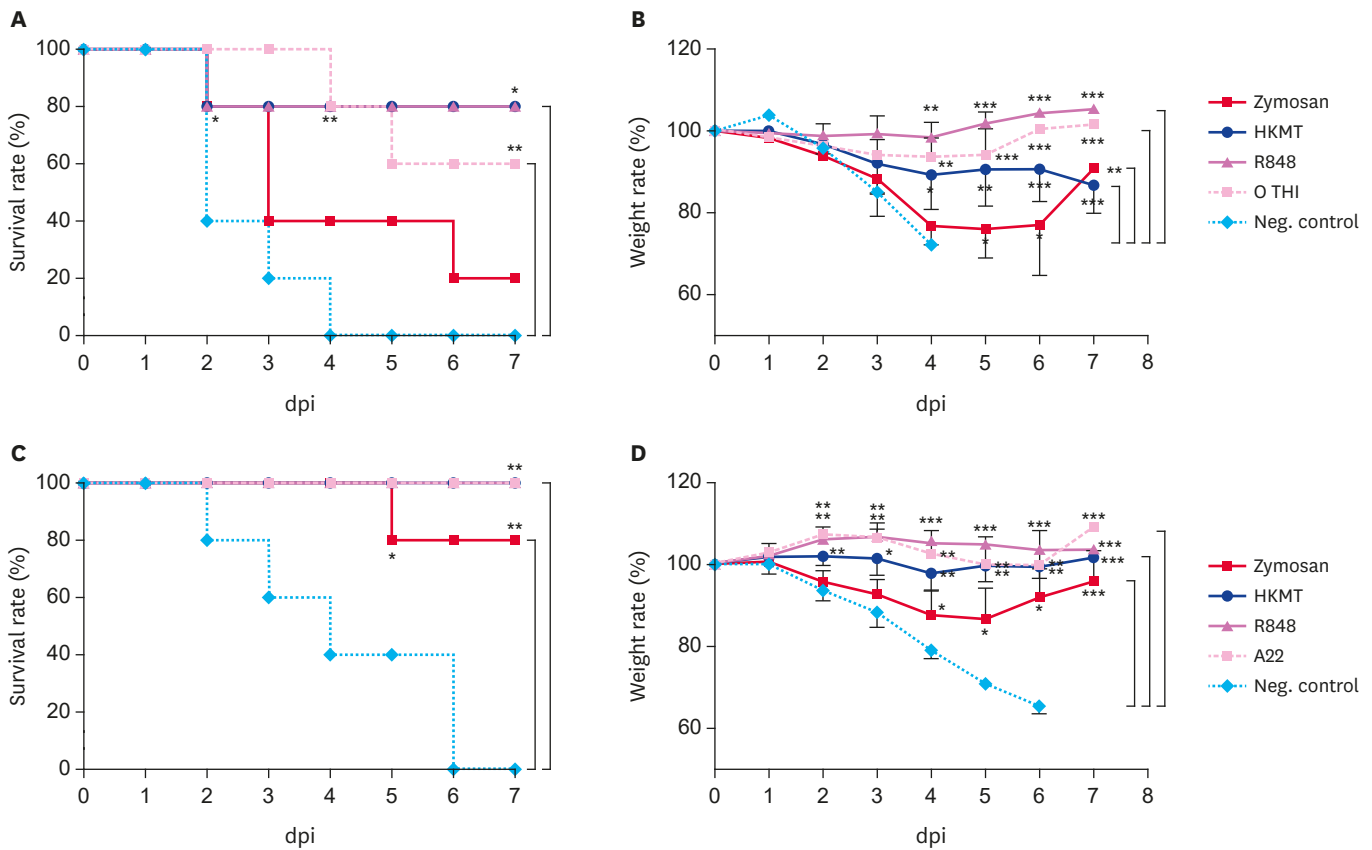 A
Survival rate (%)
100
80
60
40
20
0
*
*
**
**
0 1 2 3 4 5 6 7
dpi
B
Weight rate (%)
120
100
80
60
** *** *** ***
** *** *** *** **
* ** *** ***
* *
0 1 2 3 4 5 6 7 8
dpi
Zymosan
HKMT
R848
O THI
Neg. control
C
Survival rate (%)
100
80
60
40
20
0
**
**
*
0 1 2 3 4 5 6 7
dpi
D
Weight rate (%)
120
100
80
60
** ** *** *** *** ***
** ** ***
** * ** ** ** ***
** ** **
* * * ***
0 1 2 3 4 5 6 7 8
dpi
Zymosan
HKMT
R848
A22
Neg. control